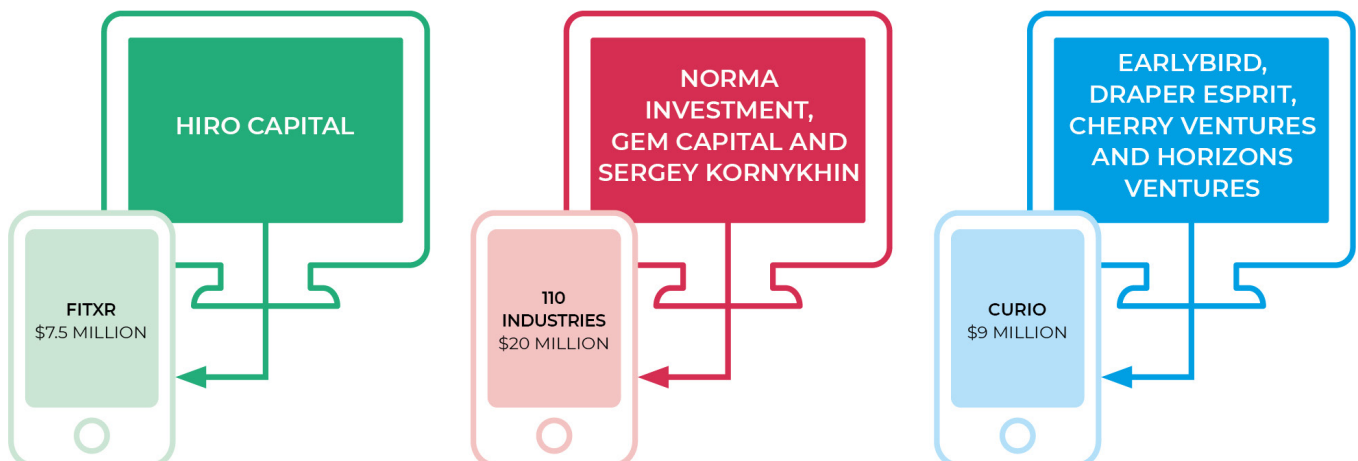 HIRO CAPITAL
FITXR
$7.5 MILLION
NORMA
INVESTMENT,
GEM CAPITAL AND
SERGEY KORNYKHIN
110
INDUSTRIES
$20 MILLION
EARLYBIRD,
DRAPER ESPRIT,
CHERRY VENTURES
AND HORIZONS
VENTURES
CURIO
$9 MILLION